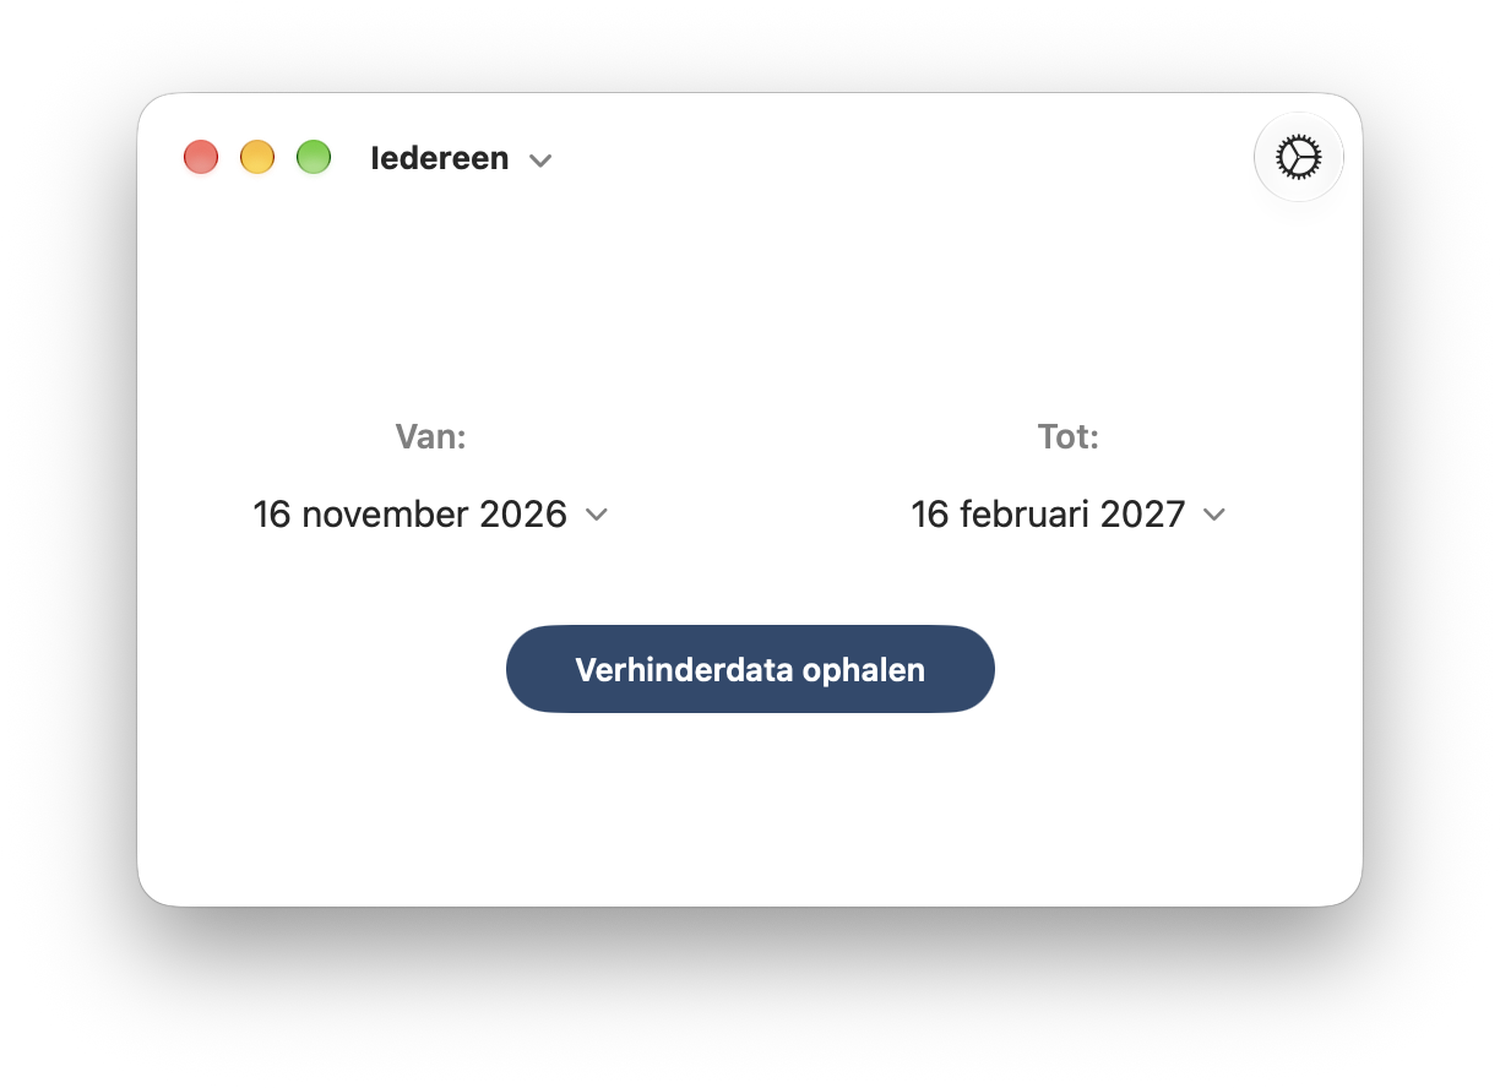 Iedereen
Van:
Tot:
16 november 2026
16 februari 2027
Verhinderdata ophalen